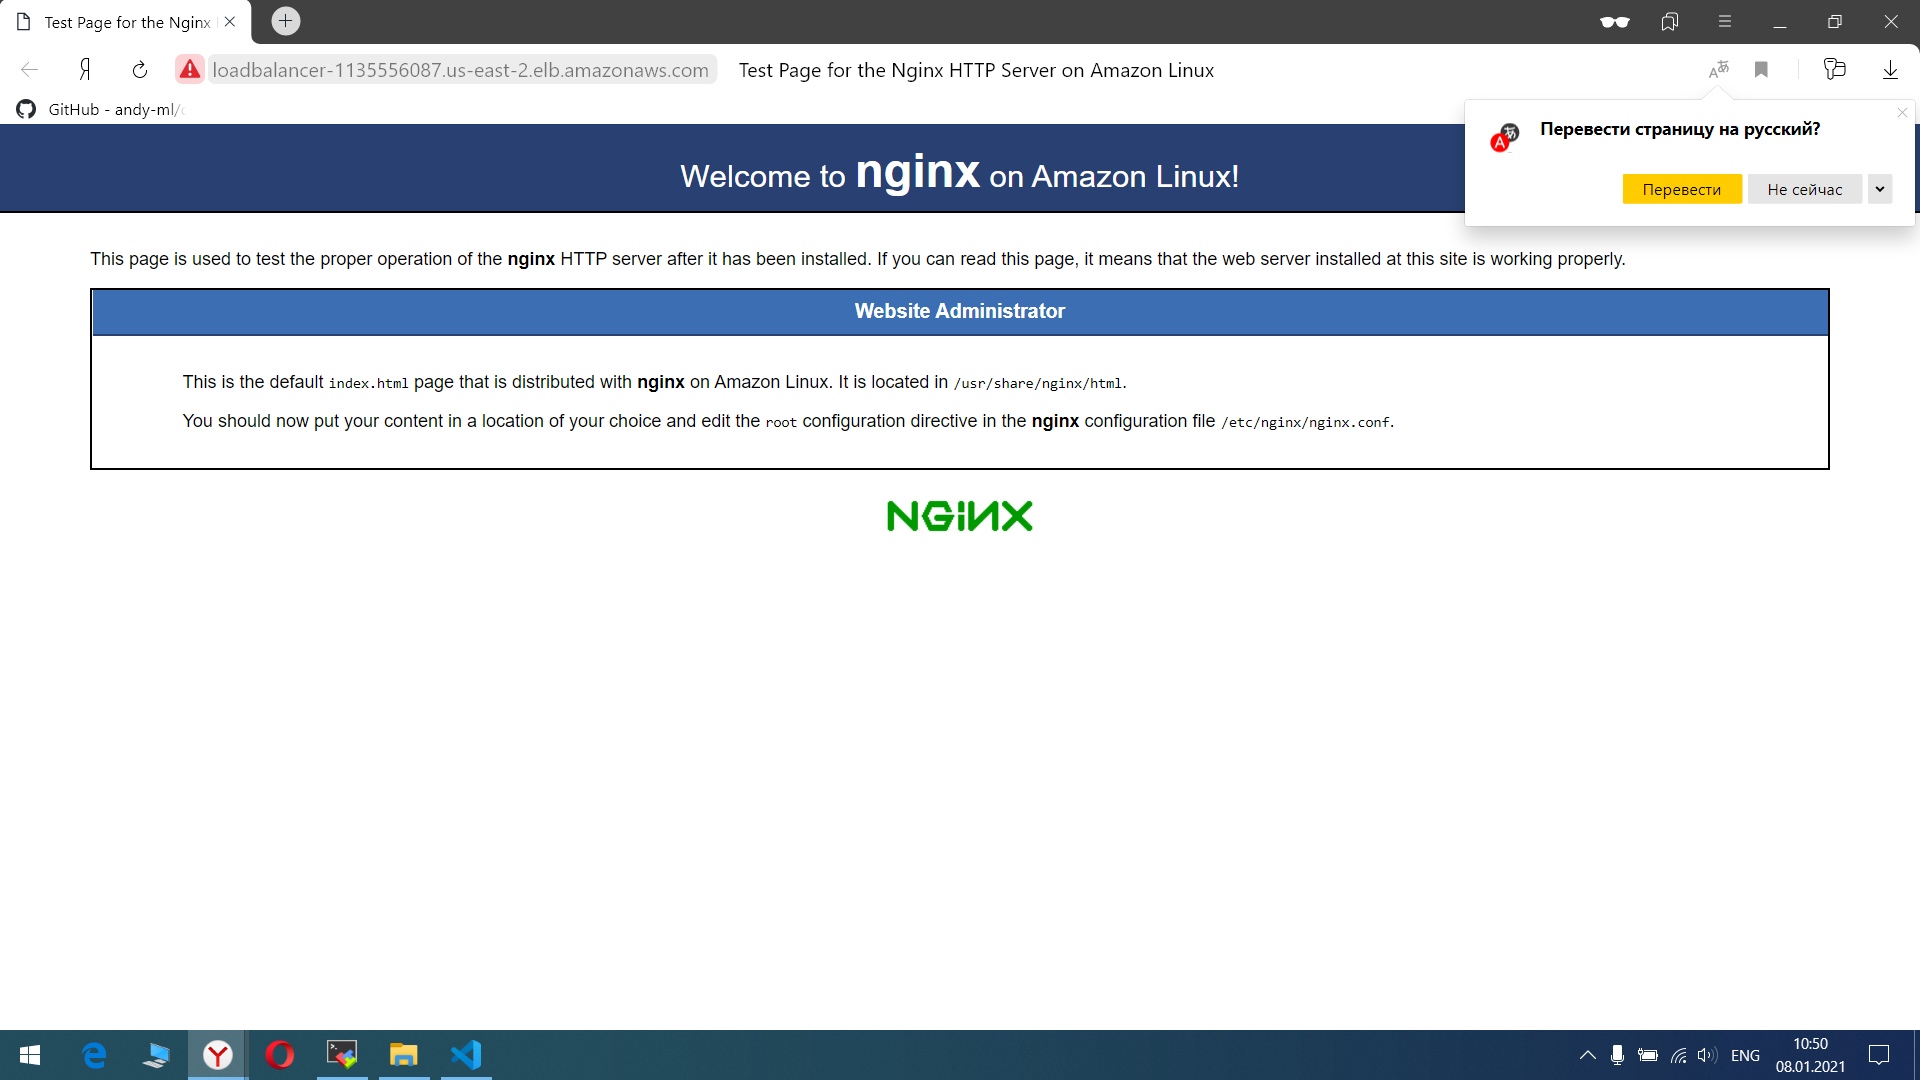 Test Page for the Nginx
loadbalancer-1135556087.us-east-2.elb.amazonaws.com Test Page for the Nginx HTTP Server on Amazon Linux
GitHub - andy-ml/
Перевести страницу на русский?
Перевести Не сейчас
Welcome to nginx on Amazon Linux!
This page is used to test the proper operation of the nginx HTTP server after it has been installed. If you can read this page, it means that the web server installed at this site is working properly.
Website Administrator
This is the default index.html page that is distributed with nginx on Amazon Linux. It is located in /usr/share/nginx/html.
You should now put your content in a location of your choice and edit the root configuration directive in the nginx configuration file /etc/nginx/nginx.conf.
NGINX
ENG
10:50
08.01.2021